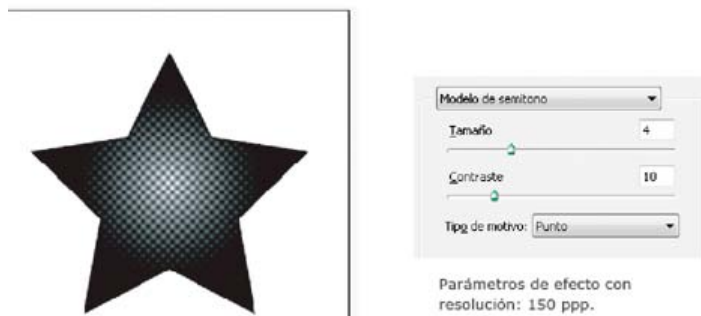 Modelo de semitono
Tamaño 4
Contraste 10
Tipo de motivo: Punto
Parámetros de efecto con
resolución: 150 ppp.